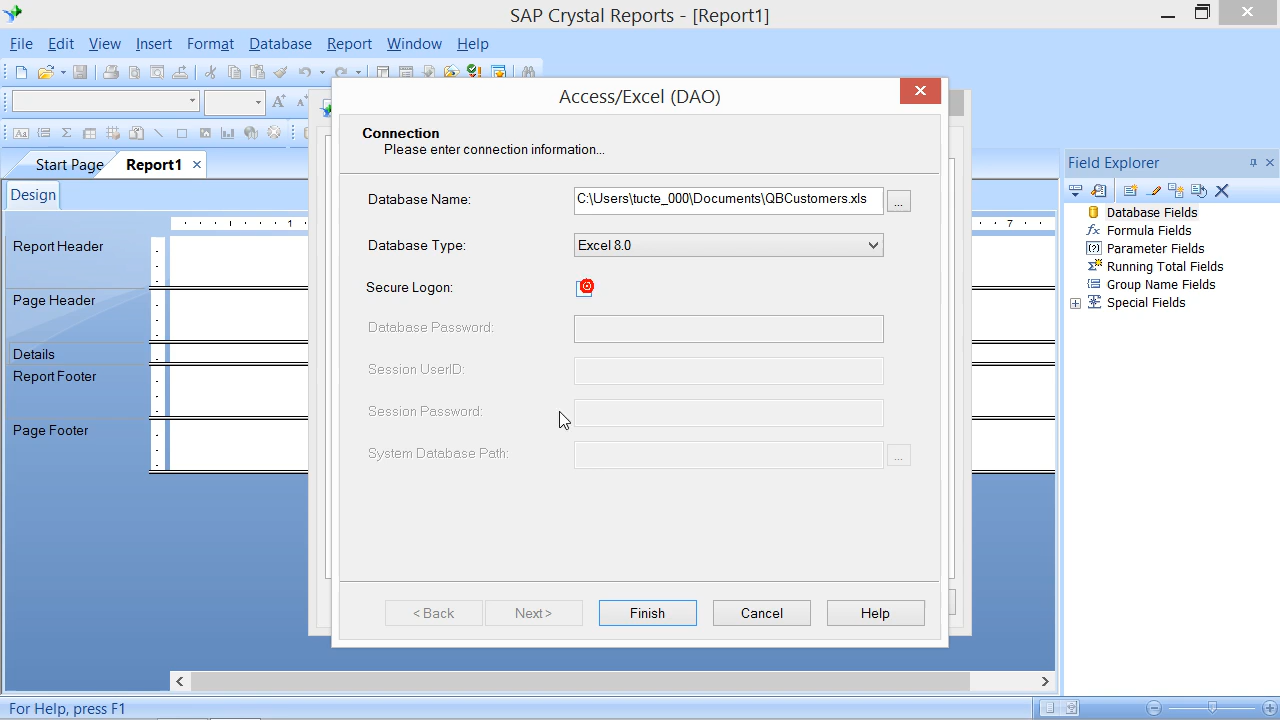 SAP Crystal Reports - [Report1]
File Edit View Insert Format Database Report Window Help
Start Page Report1
Design
1
7
Report Header
Page Header
Details
Report Footer
Page Footer
Access/Excel (DAO)
Connection
Please enter connection information...
Database Name: C:\Users\tucte_000\Documents\QBCustomers.xls ...
Database Type: Excel 8.0
Secure Logon:
Database Password:
Session UserID:
Session Password:
System Database Path: ...
< Back Next > Finish Cancel Help
Field Explorer
Database Fields
Formula Fields
Parameter Fields
Running Total Fields
Group Name Fields
Special Fields
For Help, press F1